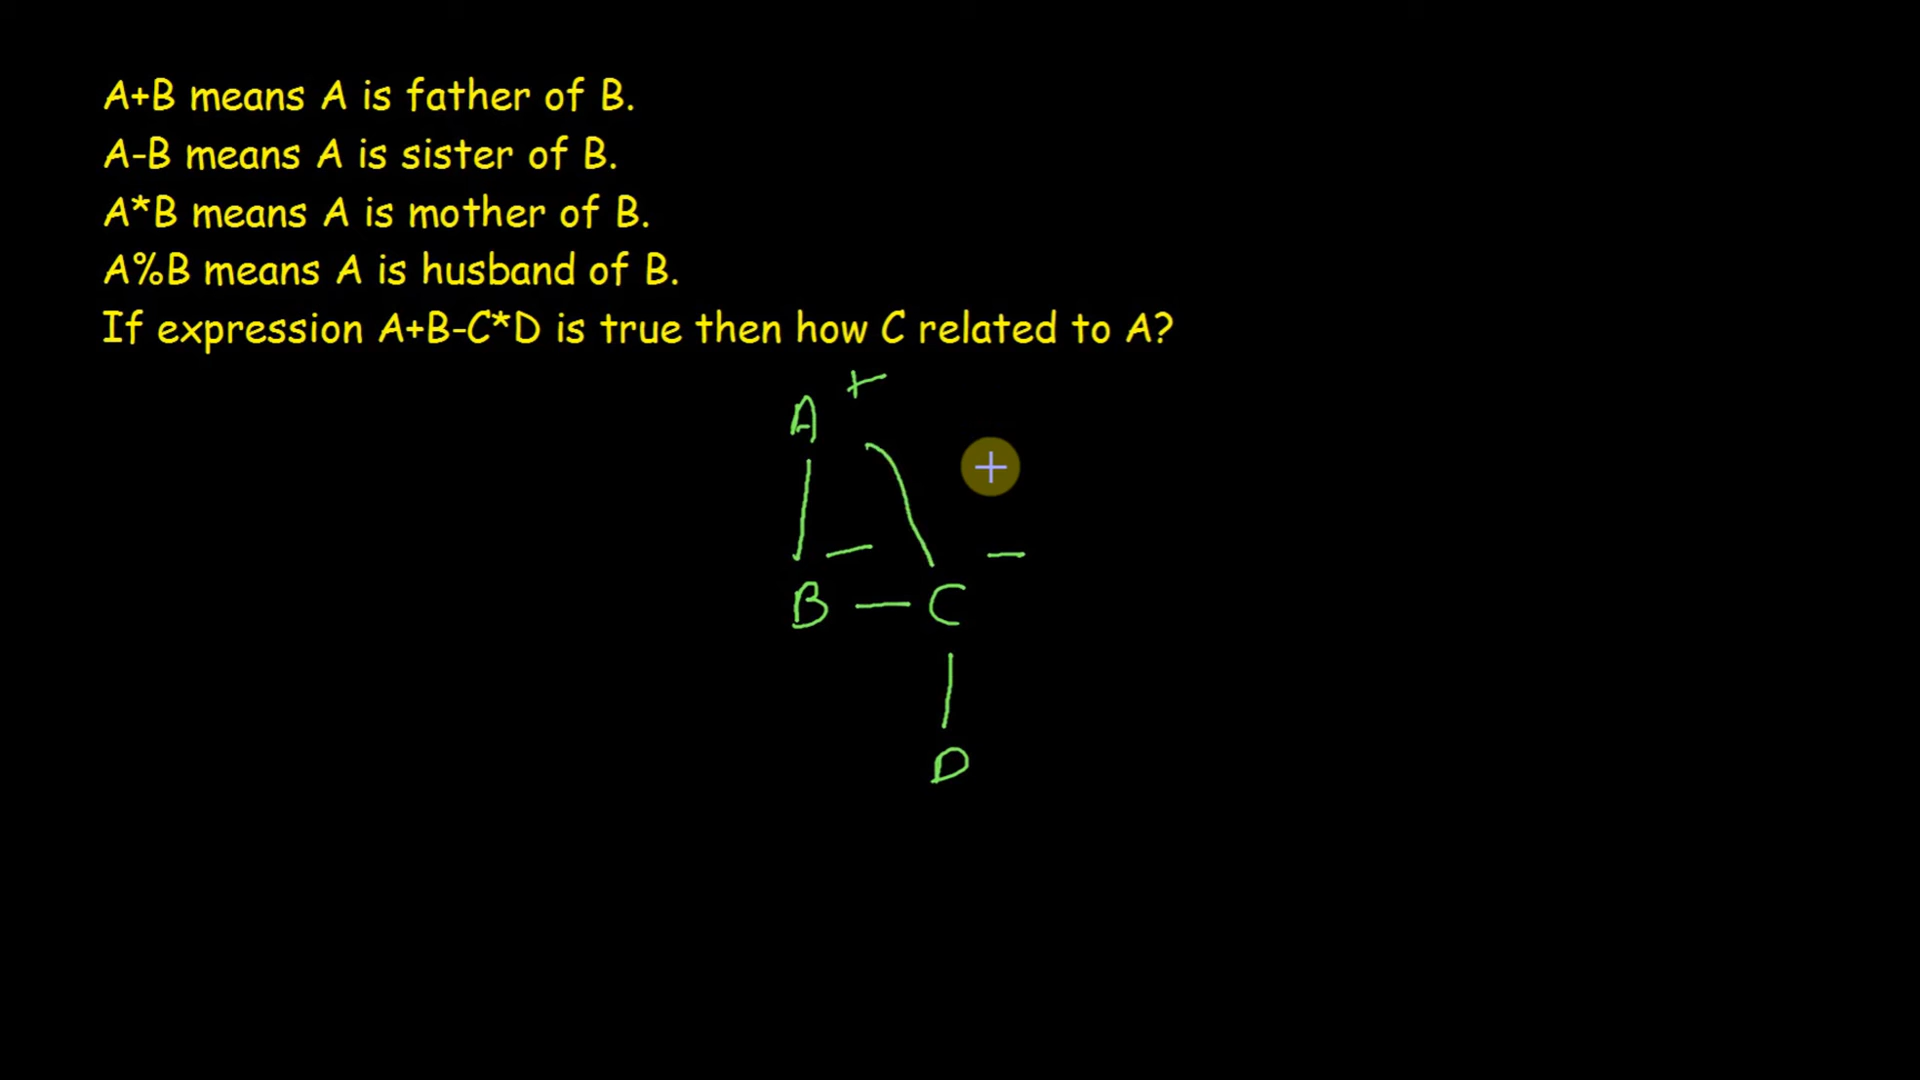 A+B means A is father of B.
A-B means A is sister of B.
A*B means A is mother of B.
A%B means A is husband of B.
If expression A+B-C*D is true then how C related to A?
A +
B - — C -
D